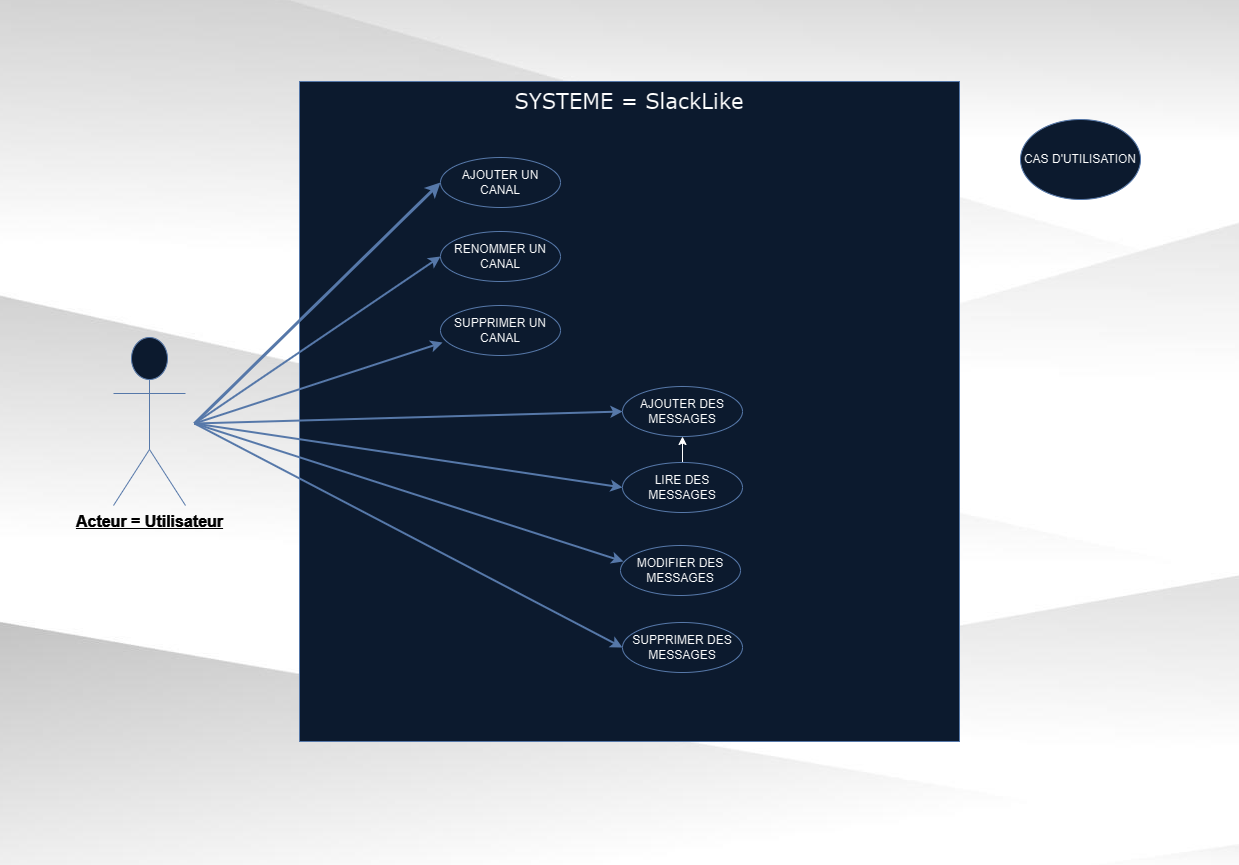 SYSTEME = SlackLike
CAS D'UTILISATION
AJOUTER UN
CANAL
RENOMMER UN
CANAL
SUPPRIMER UN
CANAL
AJOUTER DES
MESSAGES
LIRE DES
MESSAGES
Acteur = Utilisateur
MODIFIER DES
MESSAGES
SUPPRIMER DES
MESSAGES